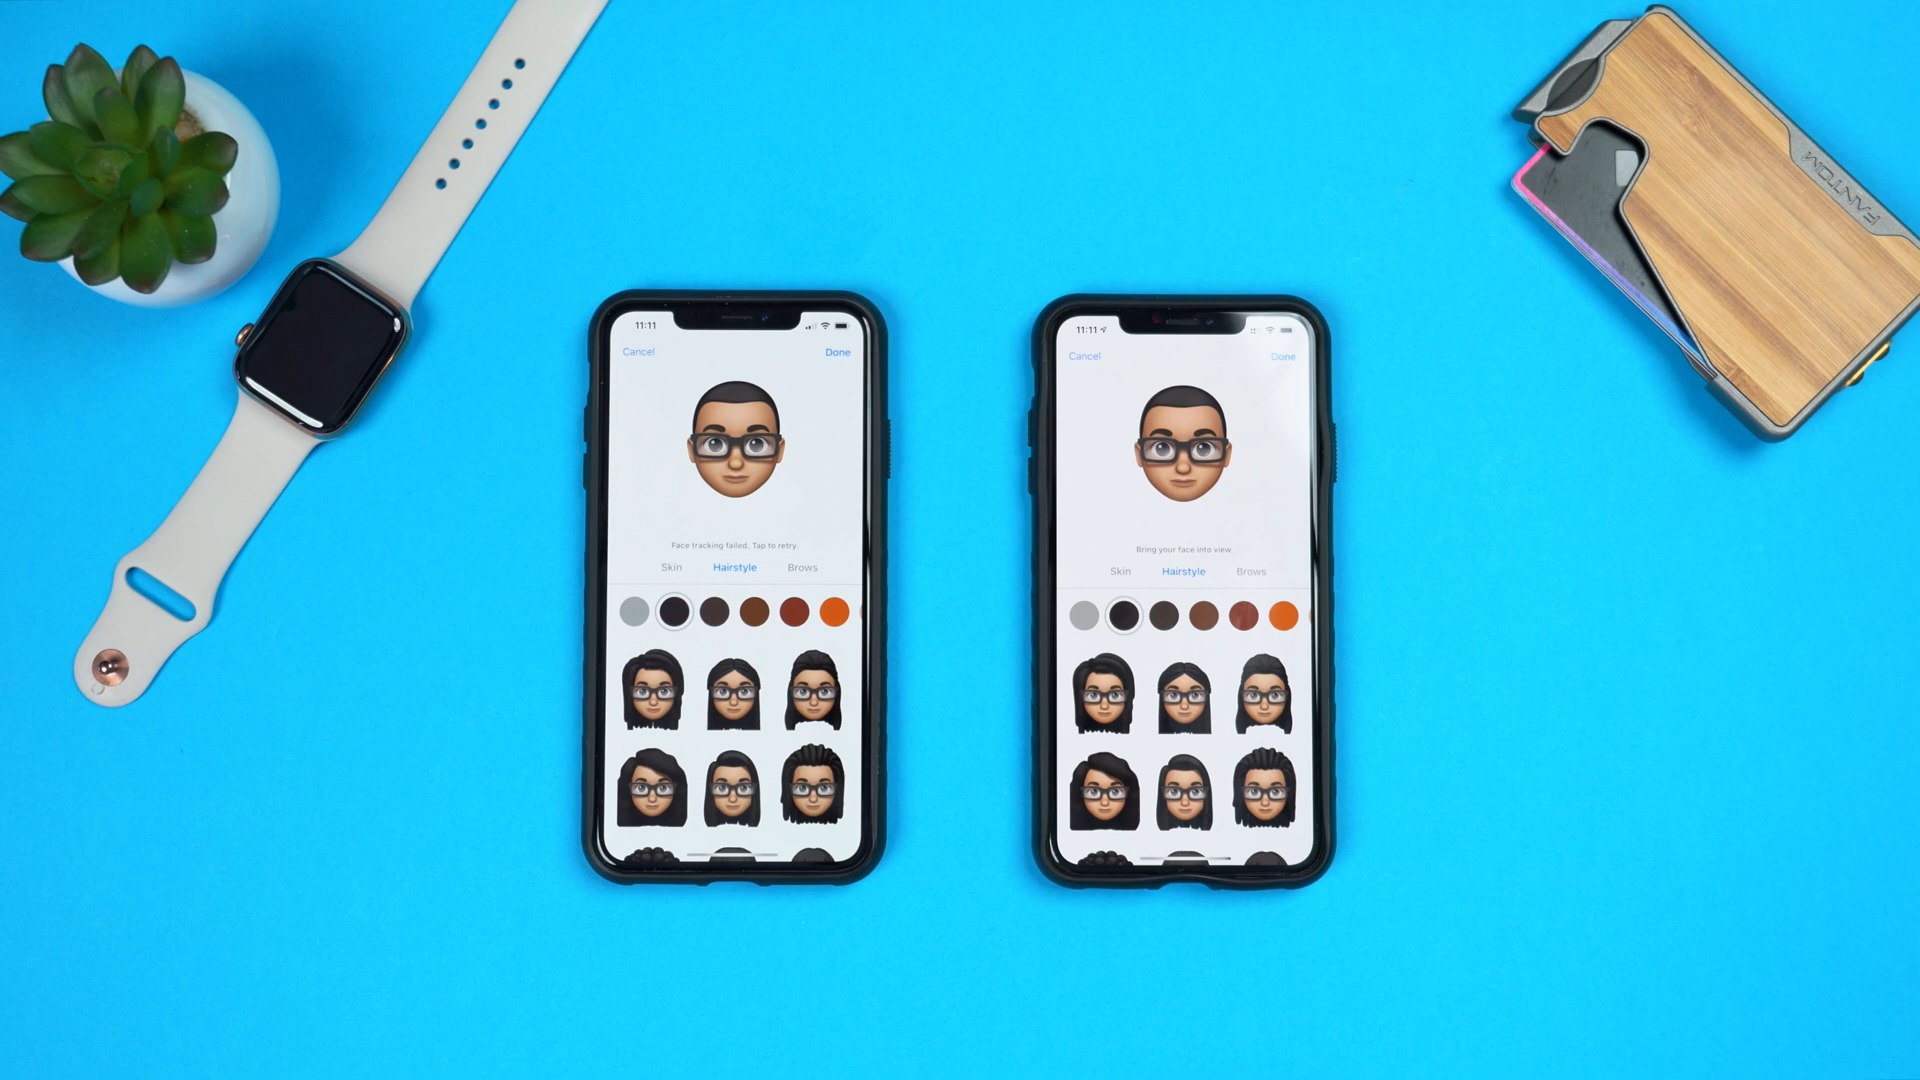 FANTOM
11:11
Cancel
Done
Face tracking failed. Tap to retry.
Skin
Hairstyle
Brows
11:11
Cancel
Done
Bring your face into view
Skin
Hairstyle
Brows